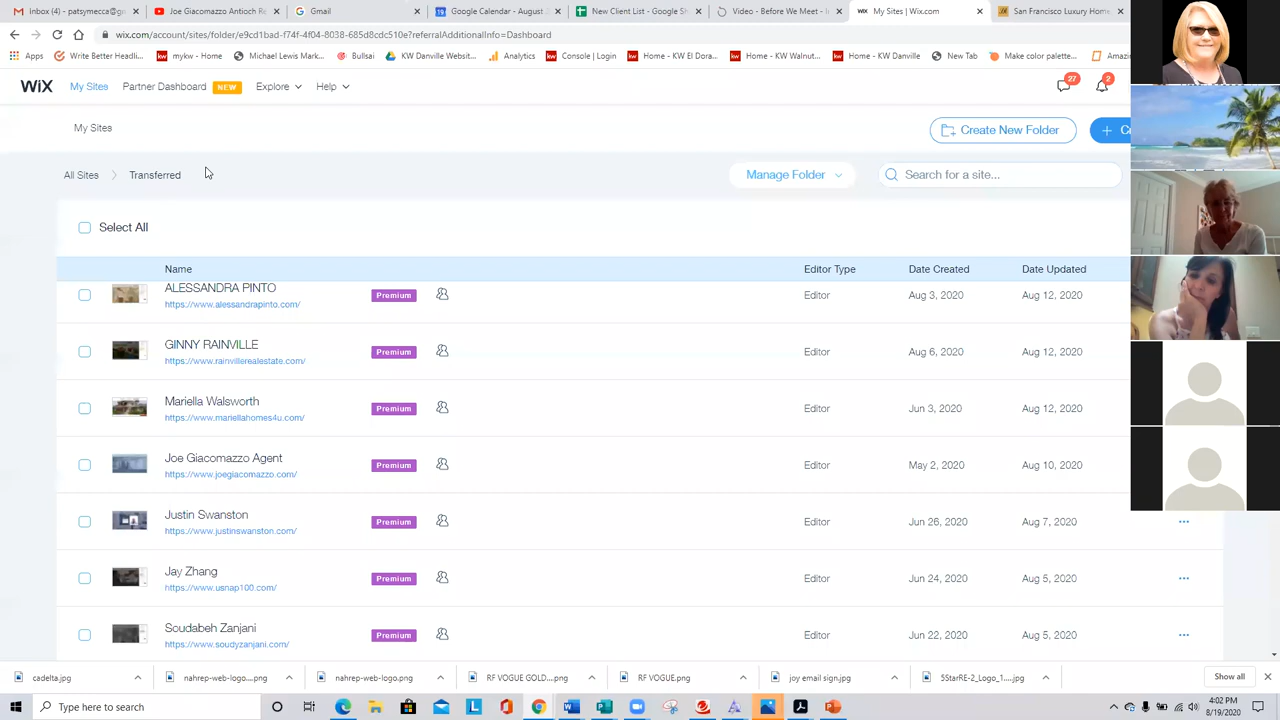 Inbox (16) - patsymecca@g
Joe Giacomazzo Antioch Re
Gmail
Google Calendar - August
New Client List - Google Sh
Video - Before We Meet - I
My Sites | Wix.com
San Francisco Luxury Home
wix.com/account/sites/folder/e9cd1bad-f74f-4f04-8038-685d8cdc510e?referralAdditionalInfo=Dashboard
Apps
Write Better Headli...
mykw - Home
Michael Lewis Mark...
Bullsai
KW Danville Websit...
Analytics
Console | Login
Home - KW El Dora...
Home - KW Walnut...
Home - KW Danville
New Tab
Make color palette...
Amazin
WIX
My Sites
Partner Dashboard
NEW
Explore
Help
27
2
My Sites
Create New Folder
All Sites
Transferred
Manage Folder
Search for a site...
Select All
Name
Editor Type
Date Created
Date Updated
ALESSANDRA PINTO
https://www.alessandrapinto.com/
Premium
Editor
Aug 3, 2020
Aug 12, 2020
GINNY RAINVILLE
https://www.rainvillerealestate.com/
Premium
Editor
Aug 6, 2020
Aug 12, 2020
Mariella Walsworth
https://www.mariellahomes4u.com/
Premium
Editor
Jun 3, 2020
Aug 12, 2020
Joe Giacomazzo Agent
https://www.joegiacomazzo.com/
Premium
Editor
May 2, 2020
Aug 10, 2020
Justin Swanston
https://www.justinswanston.com/
Premium
Editor
Jun 26, 2020
Aug 7, 2020
Jay Zhang
https://www.usnap100.com/
Premium
Editor
Jun 24, 2020
Aug 5, 2020
Soudabeh Zanjani
https://www.soudyzanjani.com/
Premium
Editor
Jun 22, 2020
Aug 5, 2020
cadelta.jpg
nahrep-web-logo....png
nahrep-web-logo.png
RF VOGUE GOLD....png
RF VOGUE.png
joy email sign.jpg
5StarRE-2_Logo_1....jpg
Show all
Type here to search
4:02 PM
8/19/2020